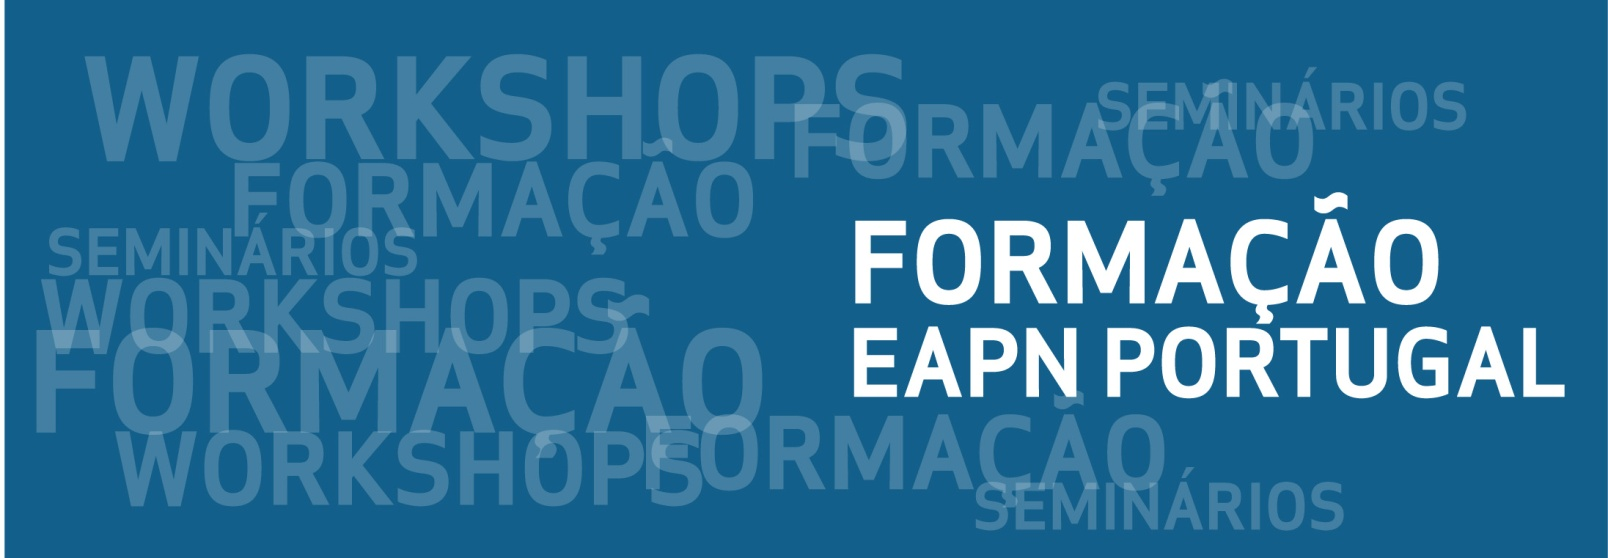 WORKSHOPS
SEMINÁRIOS
FORMAÇÃO
FORMAÇÃO
SEMINÁRIOS
FORMAÇÃO
WORKSHOPS
EAPN PORTUGAL
FORMAÇÃO
WORKSHOPS
FORMAÇÃO
SEMINÁRIOS